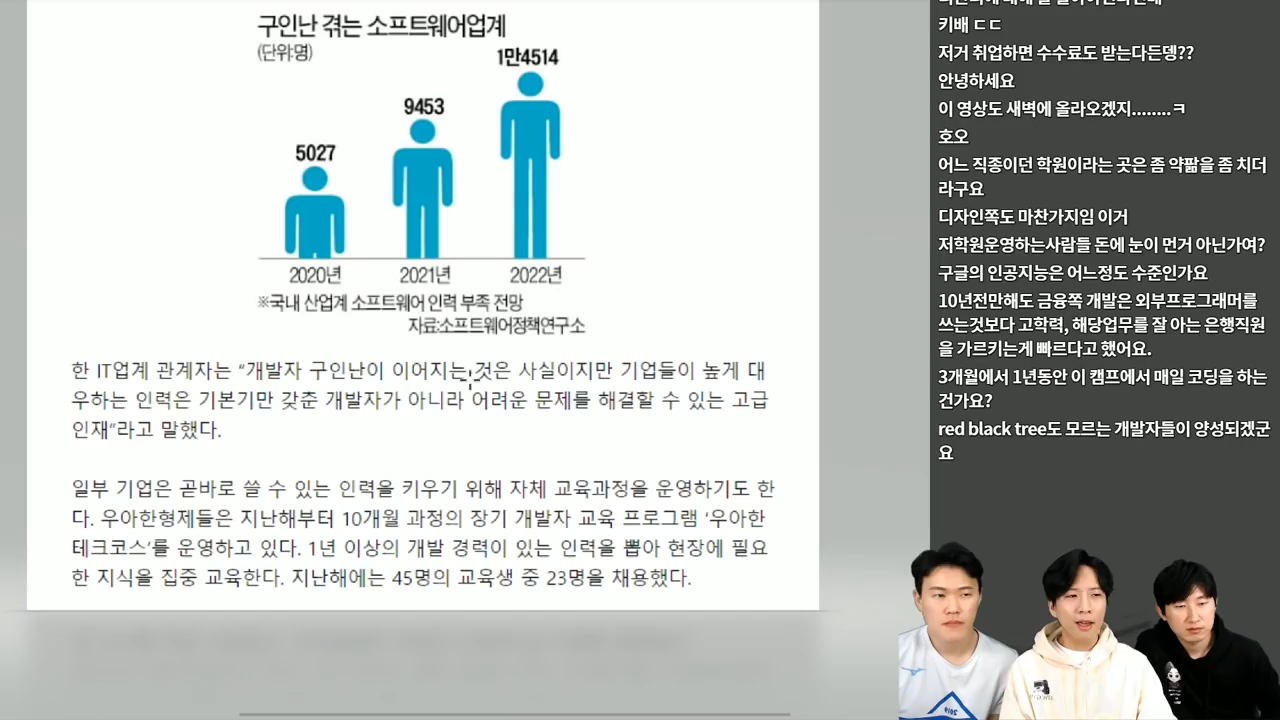 구인난 겪는 소프트웨어업계
(단위:명)
1만4514
9453
5027
2020년 2021년 2022년
※국내 산업계 소프트웨어 인력 부족 전망
자료:소프트웨어정책연구소
한 IT업계 관계자는 “개발자 구인난이 이어지는 것은 사실이지만 기업들이 높게 대
우하는 인력은 기본기만 갖춘 개발자가 아니라 어려운 문제를 해결할 수 있는 고급
인재”라고 말했다.
일부 기업은 곧바로 쓸 수 있는 인력을 키우기 위해 자체 교육과정을 운영하기도 한
다. 우아한형제들은 지난해부터 10개월 과정의 장기 개발자 교육 프로그램 ‘우아한
테크코스’를 운영하고 있다. 1년 이상의 개발 경력이 있는 인력을 뽑아 현장에 필요
한 지식을 집중 교육한다. 지난해에는 45명의 교육생 중 23명을 채용했다.
키배 ㄷㄷ
저거 취업하면 수수료도 받는다든뎅??
안녕하세요
이 영상도 새벽에 올라오겠지........ㅋ
호오
어느 직종이던 학원이라는 곳은 좀 약팖을 좀 치더
라구요
디자인쪽도 마찬가지임 이거
저학원운영하는사람들 돈에 눈이 먼거 아닌가여?
구글의 인공지능은 어느정도 수준인가요
10년전만해도 금융쪽 개발은 외부프로그래머를
쓰는것보다 고학력, 해당업무를 잘 아는 은행직원
을 가르키는게 빠르다고 했어요.
3개월에서 1년동안 이 캠프에서 매일 코딩을 하는
건가요?
red black tree도 모르는 개발자들이 양성되겠군
요